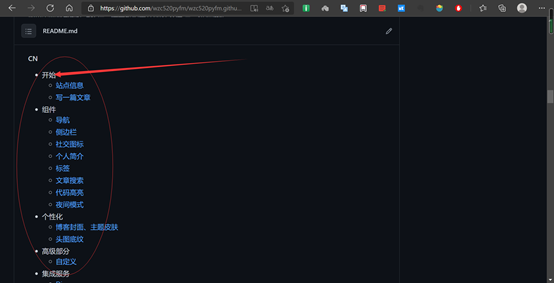 https://github.com/wzc520pyfm/wzc520pyfm.githu...
README.md
CN
开始
站点信息
写一篇文章
组件
导航
侧边栏
社交图标
个人简介
标签
文章搜索
代码高亮
夜间模式
个性化
博客封面、主题皮肤
头图底纹
高级部分
自定义
集成服务